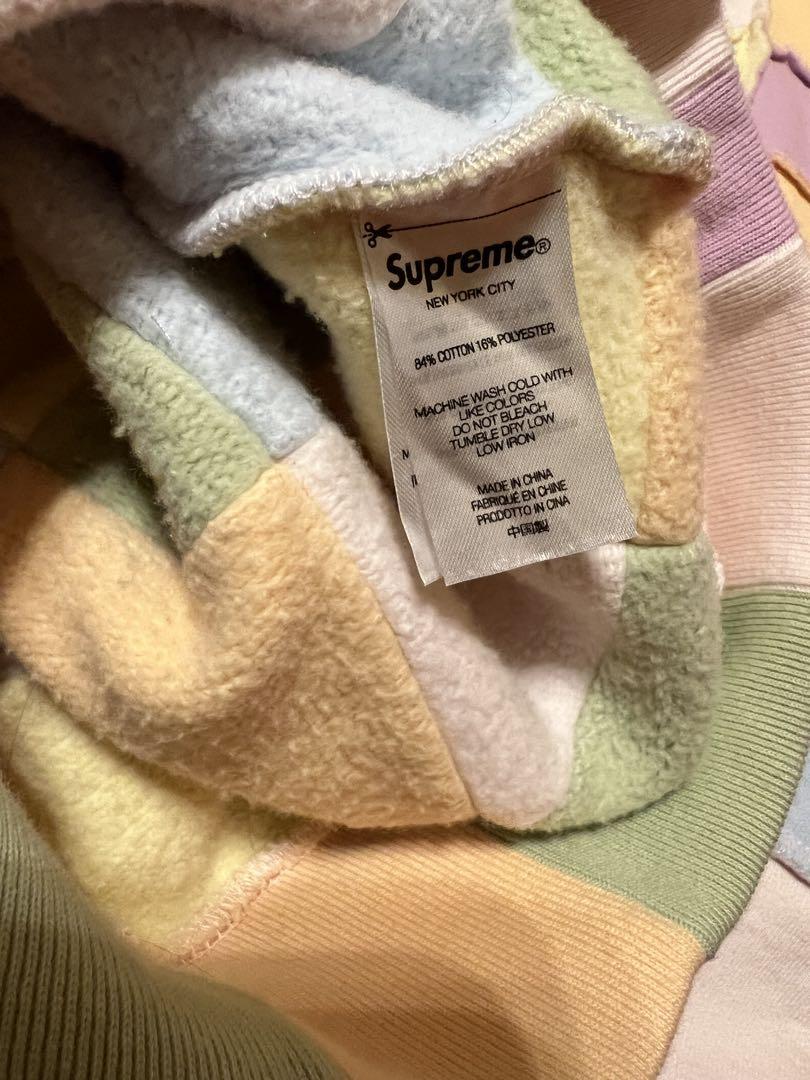 Supreme®
NEW YORK CITY
84% COTTON 16% POLYESTER
MACHINE WASH COLD WITH
LIKE COLORS
DO NOT BLEACH
TUMBLE DRY LOW
LOW IRON
MADE IN CHINA
FABRIQUÉ EN CHINE
PRODOTTO IN CINA
中国製